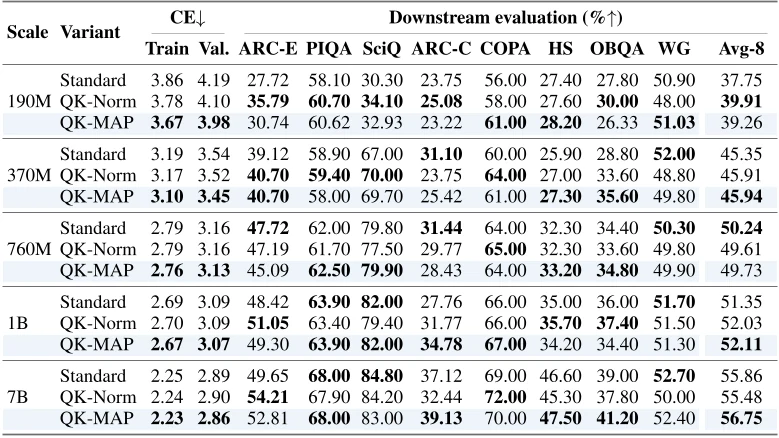 Scale Variant CE↓ Downstream evaluation (%↑)
Train Val. ARC-E PIQA SciQ ARC-C COPA HS OBQA WG Avg-8
Standard 3.86 4.19 27.72 58.10 30.30 23.75 56.00 27.40 27.80 50.90 37.75
190M QK-Norm 3.78 4.10 35.79 60.70 34.10 25.08 58.00 27.60 30.00 48.00 39.91
QK-MAP 3.67 3.98 30.74 60.62 32.93 23.22 61.00 28.20 26.33 51.03 39.26
Standard 3.19 3.54 39.12 58.90 67.00 31.10 60.00 25.90 28.80 52.00 45.35
370M QK-Norm 3.17 3.52 40.70 59.40 70.00 23.75 64.00 27.00 33.60 48.80 45.91
QK-MAP 3.10 3.45 40.70 58.00 69.70 25.42 61.00 27.30 35.60 49.80 45.94
Standard 2.79 3.16 47.72 62.00 79.80 31.44 64.00 32.30 34.40 50.30 50.24
760M QK-Norm 2.79 3.16 47.19 61.70 77.50 29.77 65.00 32.30 33.60 49.80 49.61
QK-MAP 2.76 3.13 45.09 62.50 79.90 28.43 64.00 33.20 34.80 49.90 49.73
Standard 2.69 3.09 48.42 63.90 82.00 27.76 66.00 35.00 36.00 51.70 51.35
1B QK-Norm 2.70 3.09 51.05 63.40 79.40 31.77 66.00 35.70 37.40 51.50 52.03
QK-MAP 2.67 3.07 49.30 63.90 82.00 34.78 67.00 34.20 34.40 51.30 52.11
Standard 2.25 2.89 49.65 68.00 84.80 37.12 69.00 46.60 39.00 52.70 55.86
7B QK-Norm 2.24 2.90 54.21 67.90 84.20 32.44 72.00 45.30 37.80 50.00 55.48
QK-MAP 2.23 2.86 52.81 68.00 83.00 39.13 70.00 47.50 41.20 52.40 56.75